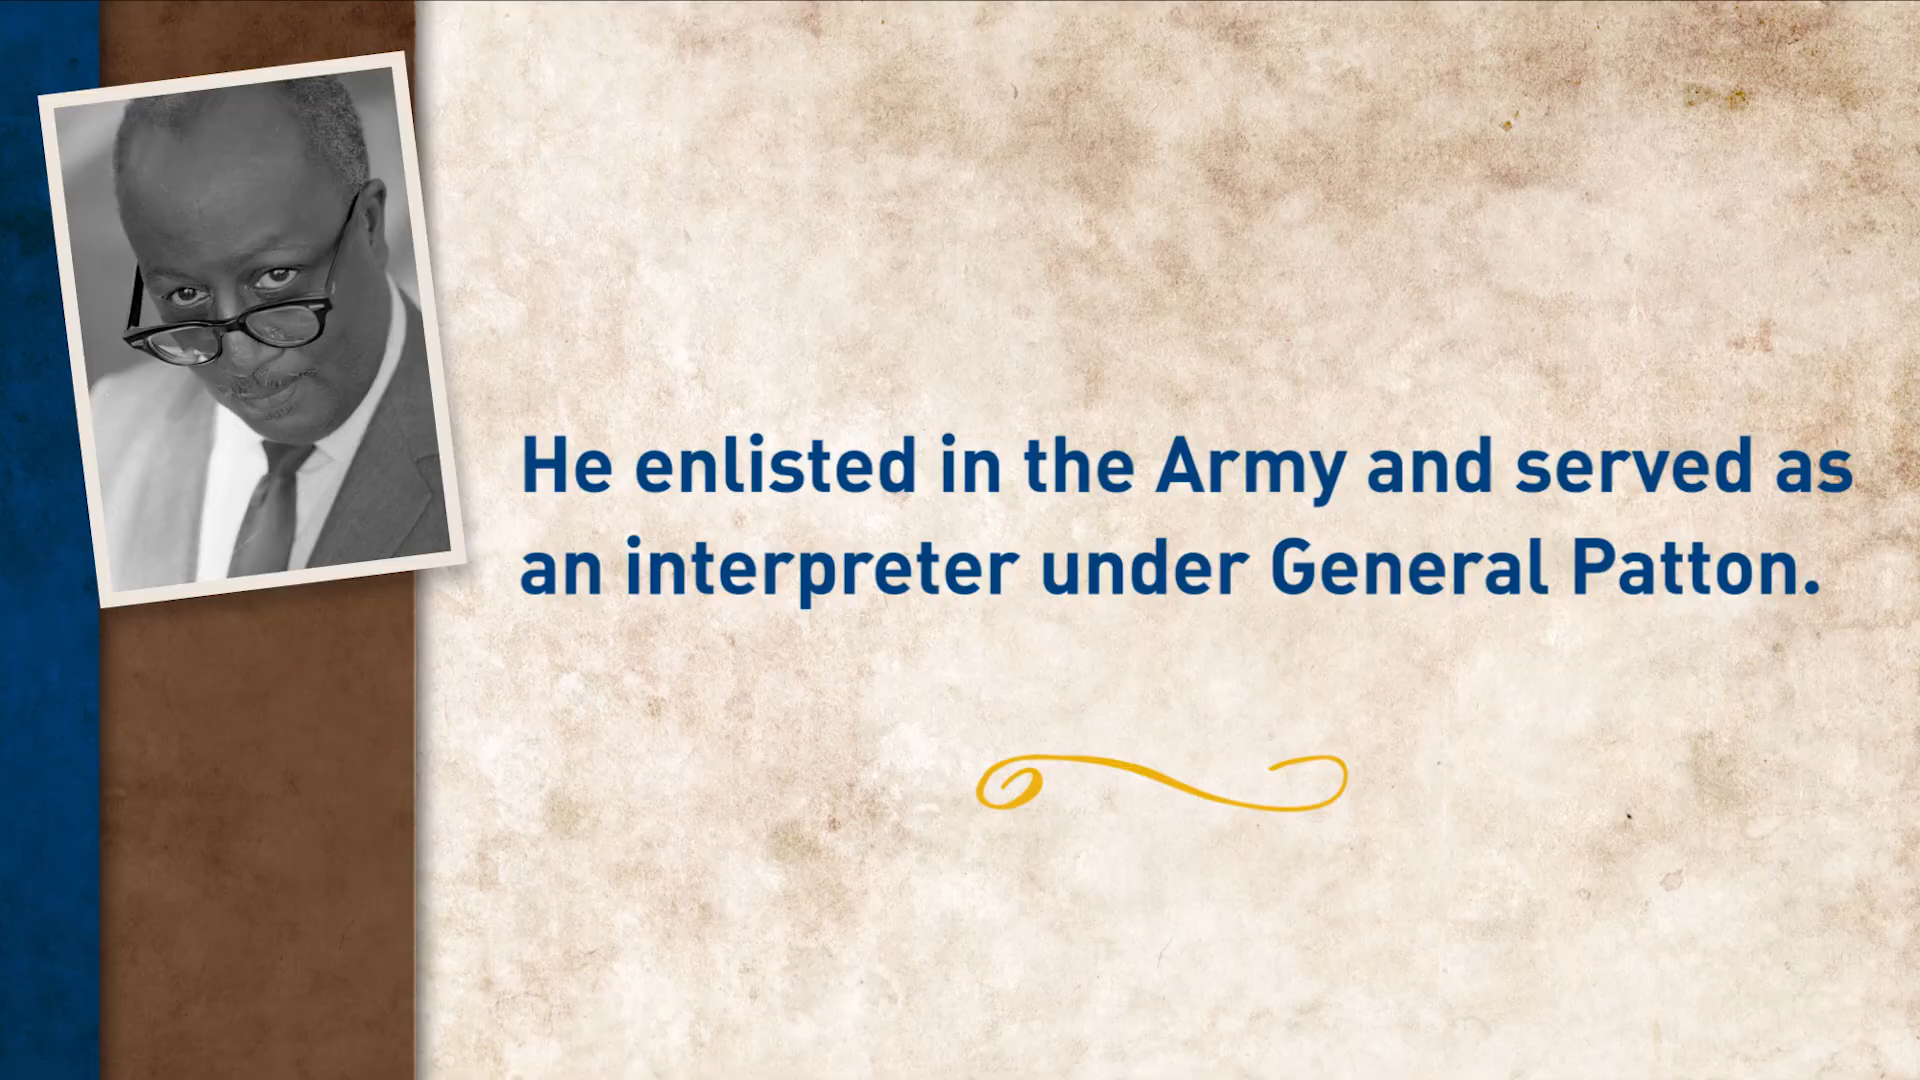 He enlisted in the Army and served as
an interpreter under General Patton.